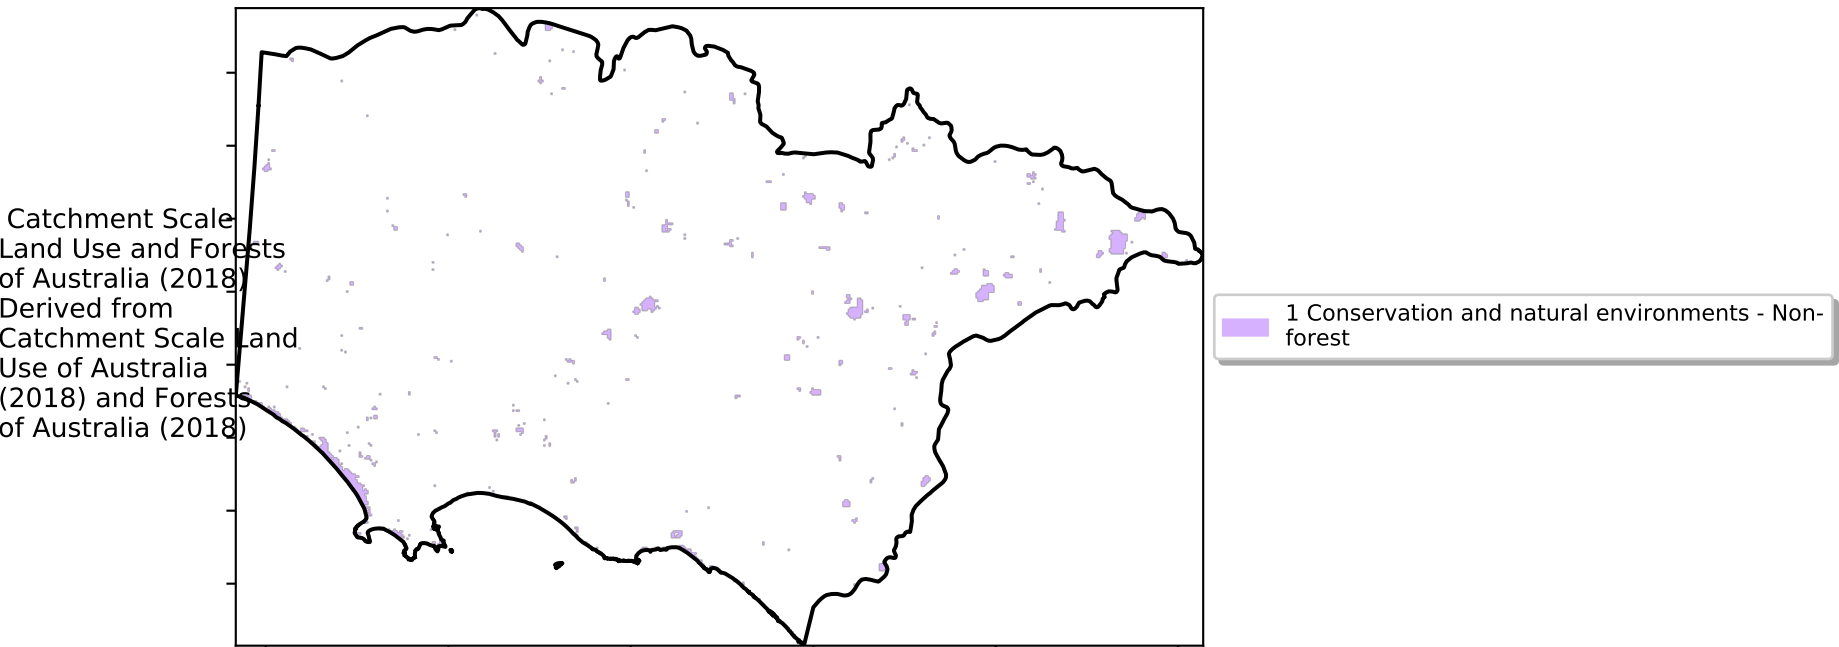 Catchment Scale
Land Use and Forests
of Australia (2018)
Derived from
Catchment Scale Land
Use of Australia
(2018) and Forests
of Australia (2018)
1 Conservation and natural environments - Non-
forest